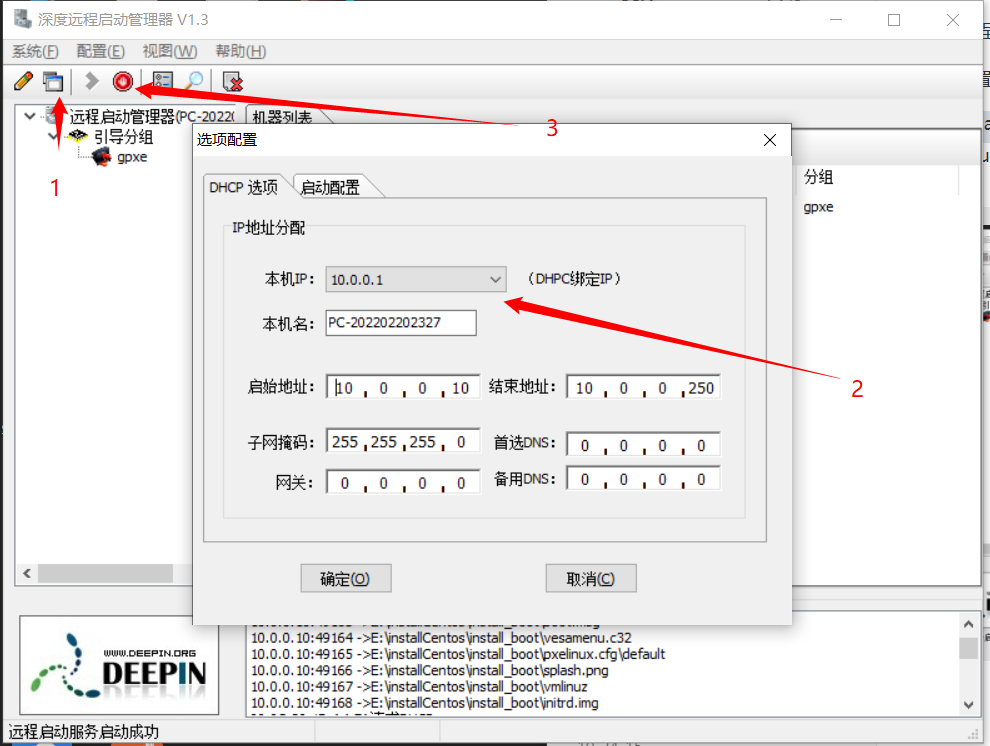 深度远程启动管理器 V1.3
系统(F) 配置(E) 视图(W) 帮助(H)
远程启动管理器(PC-2022(
机器列表
3
引导分组
选项配置
gpxe
1
DHCP 选项 启动配置
分组
gpxe
IP地址分配
本机IP： 10.0.0.1 （DHPC绑定IP）
本机名： PC-202202202327
2
启始地址： 10 . 0 . 0 . 10 结束地址： 10 . 0 . 0 .250
子网掩码： 255 .255 .255 . 0 首选DNS： 0 . 0 . 0 . 0
网关： 0 . 0 . 0 . 0 备用DNS： 0 . 0 . 0 . 0
确定(O) 取消(C)
10.0.0.10:49164 ->E:\installCentos\install_boot\vesamenu.c32
10.0.0.10:49165 ->E:\installCentos\install_boot\pxelinux.cfg\default
10.0.0.10:49166 ->E:\installCentos\install_boot\splash.png
10.0.0.10:49167 ->E:\installCentos\install_boot\vmlinuz
10.0.0.10:49168 ->E:\installCentos\install_boot\initrd.img
WWW.DEEPIN.ORG
DEEPIN
远程启动服务启动成功